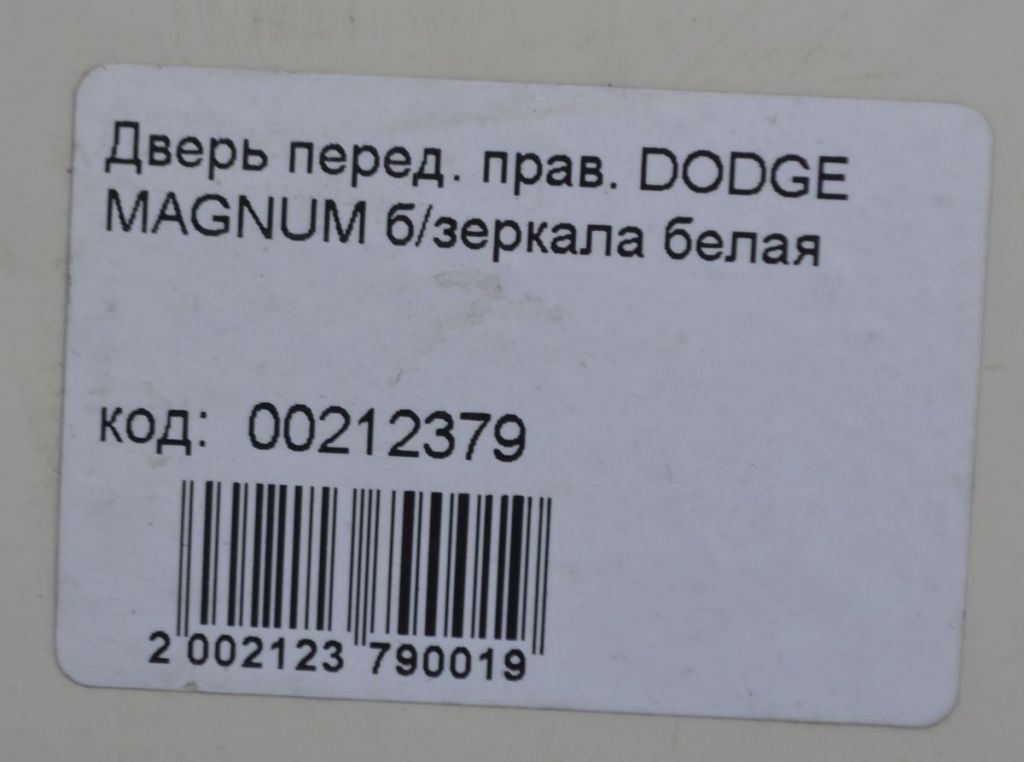 Дверь перед. прав. DODGE
MAGNUM б/зеркала белая
код: 00212379
2 002123 790019